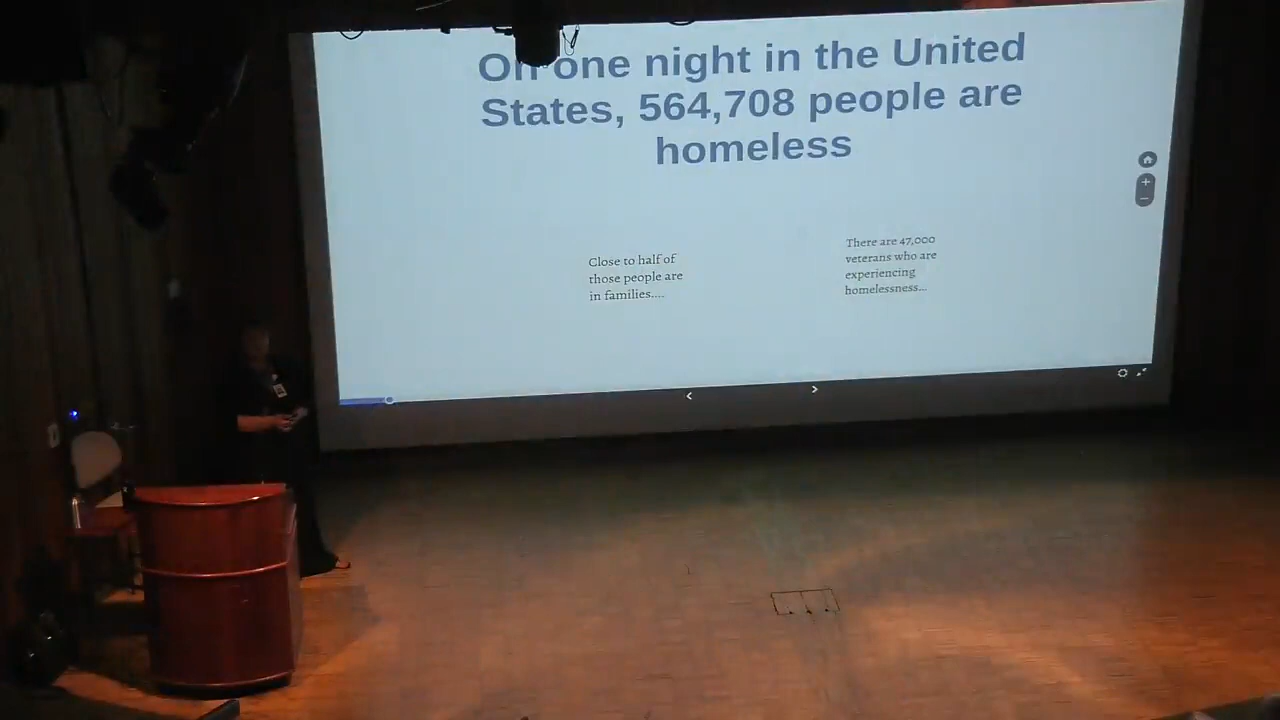 On one night in the United
States, 564,708 people are
homeless
Close to half of
those people are
in families....
There are 47,000
veterans who are
experiencing
homelessness...